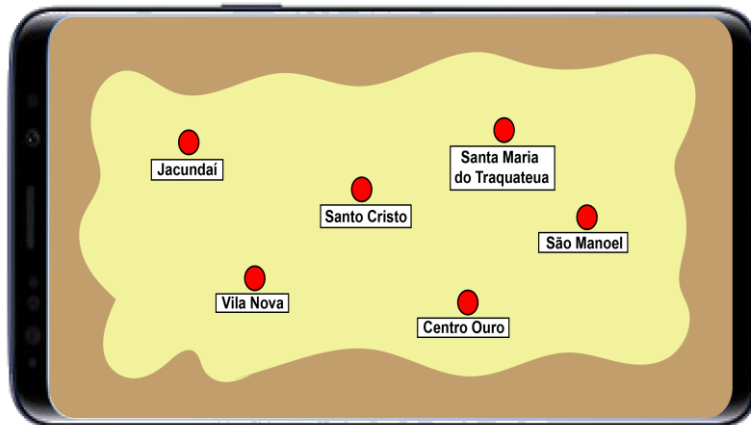 Jacundaí
Santa Maria
do Traquateua
Santo Cristo
São Manoel
Vila Nova
Centro Ouro